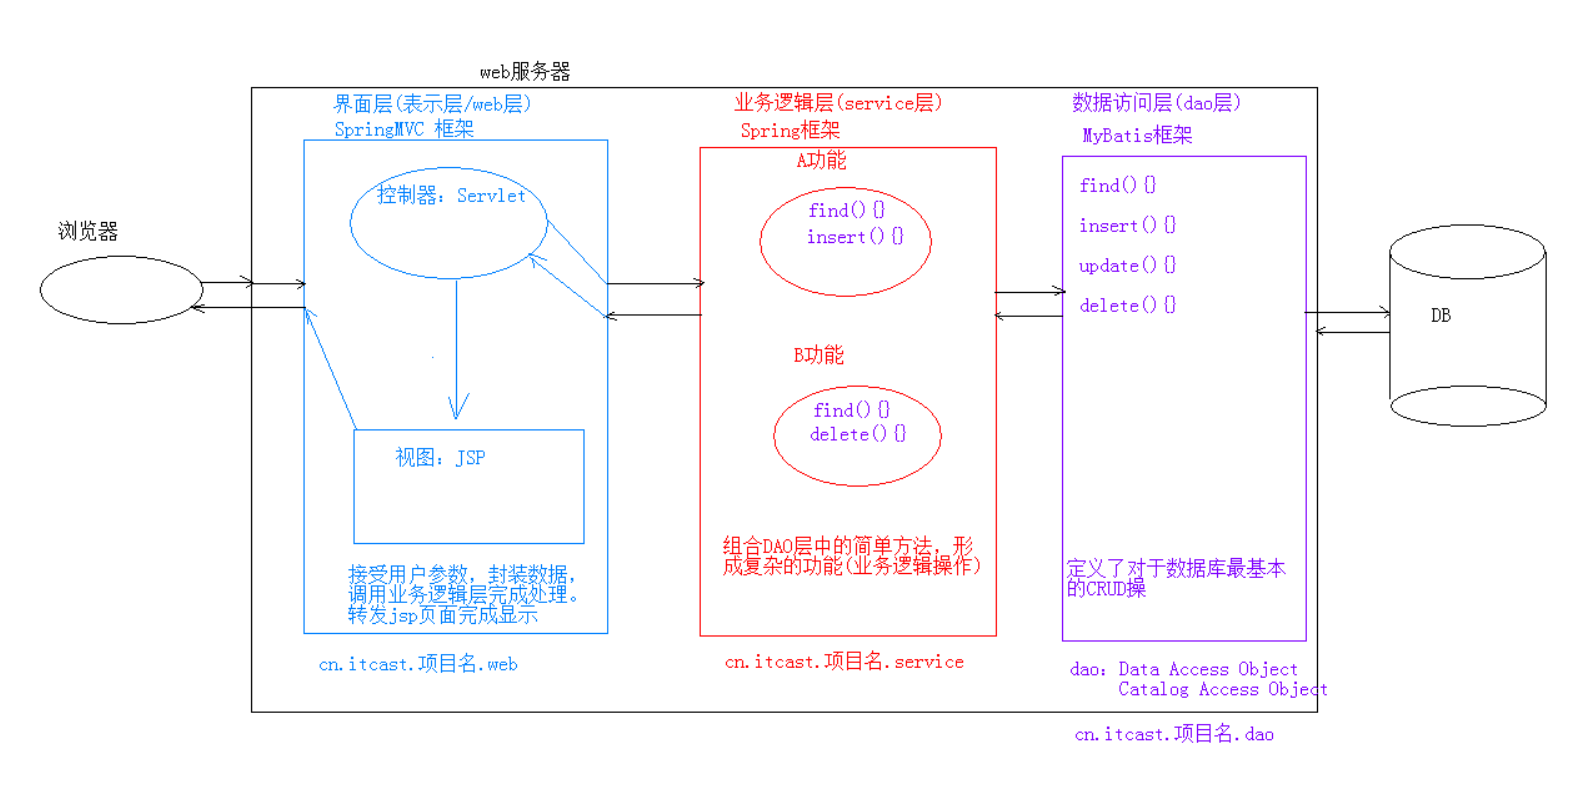 web服务器
浏览器
界面层(表示层/web层)
SpringMVC 框架
控制器：Servlet
视图：JSP
接受用户参数，封装数据，
调用业务逻辑层完成处理。
转发jsp页面完成显示
cn.itcast.项目名.web
业务逻辑层(service层)
Spring框架
A功能
find(){}
insert(){}
B功能
find(){}
delete(){}
组合DAO层中的简单方法，形
成复杂的功能(业务逻辑操作)
cn.itcast.项目名.service
数据访问层(dao层)
MyBatis框架
find(){}
insert(){}
update(){}
delete(){}
定义了对于数据库最基本
的CRUD操
dao：Data Access Object
Catalog Access Object
cn.itcast.项目名.dao
DB